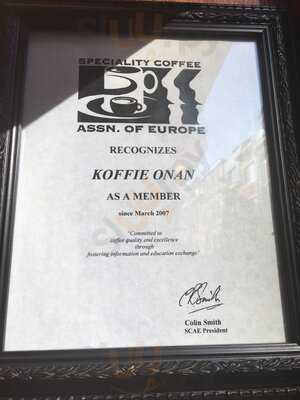 SPECIALITY COFFEE
ASSN. OF EUROPE
RECOGNIZES
KOFFIE ONAN
AS A MEMBER
since March 2007
"Committed to
coffee quality and excellence
through
fostering information and education exchange"
Colin Smith
SCAE President